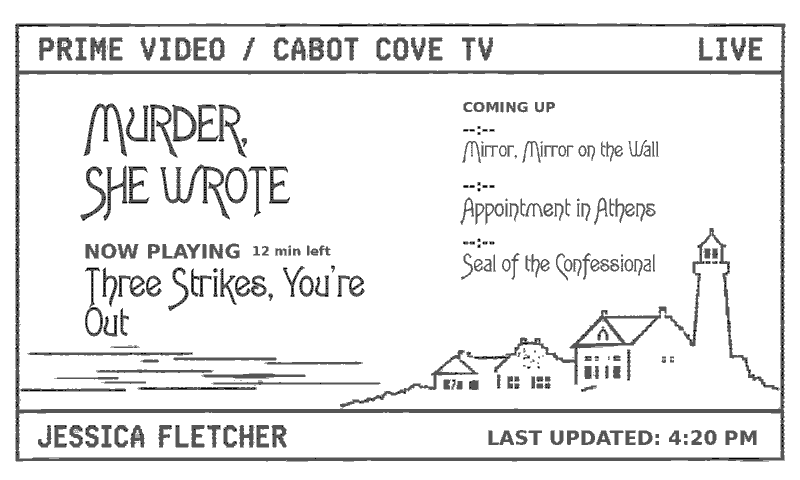 PRIME VIDEO / CABOT COVE TV
LIVE
MURDER,
SHE WROTE
NOW PLAYING 12 min left
Three Strikes, You're
Out
COMING UP
--:--
Mirror, Mirror on the Wall
--:--
Appointment in Athens
--:--
Seal of the Confessional
JESSICA FLETCHER
LAST UPDATED: 4:20 PM